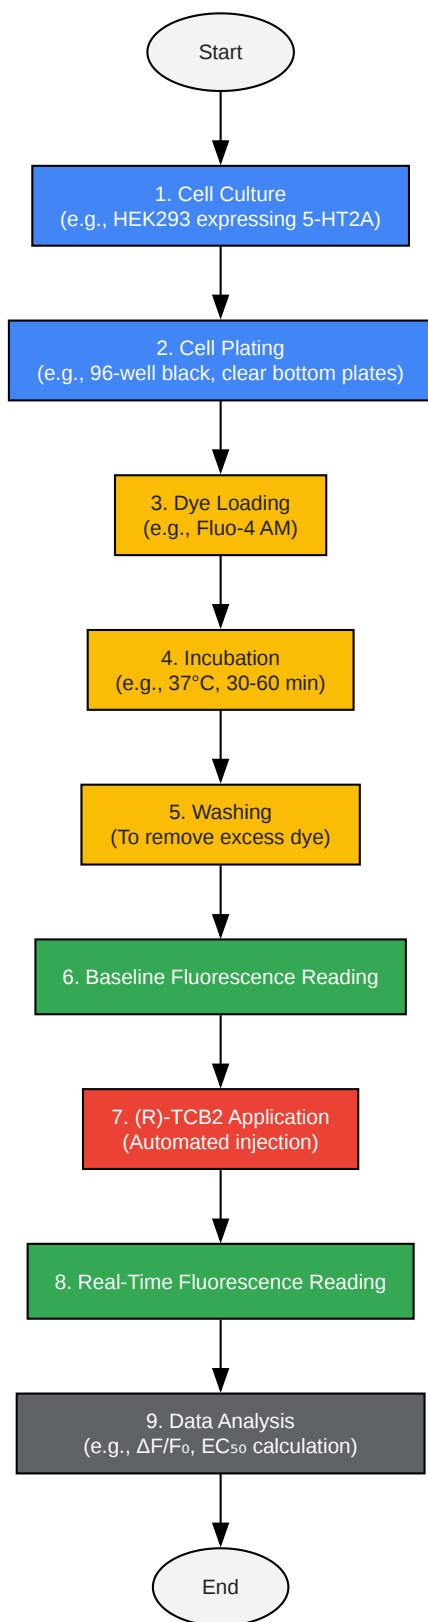 Start
1. Cell Culture
(e.g., HEK293 expressing 5-HT2A)
2. Cell Plating
(e.g., 96-well black, clear bottom plates)
3. Dye Loading
(e.g., Fluo-4 AM)
4. Incubation
(e.g., 37°C, 30-60 min)
5. Washing
(To remove excess dye)
6. Baseline Fluorescence Reading
7. (R)-TCB2 Application
(Automated injection)
8. Real-Time Fluorescence Reading
9. Data Analysis
(e.g., ΔF/F₀, EC₅₀ calculation)
End